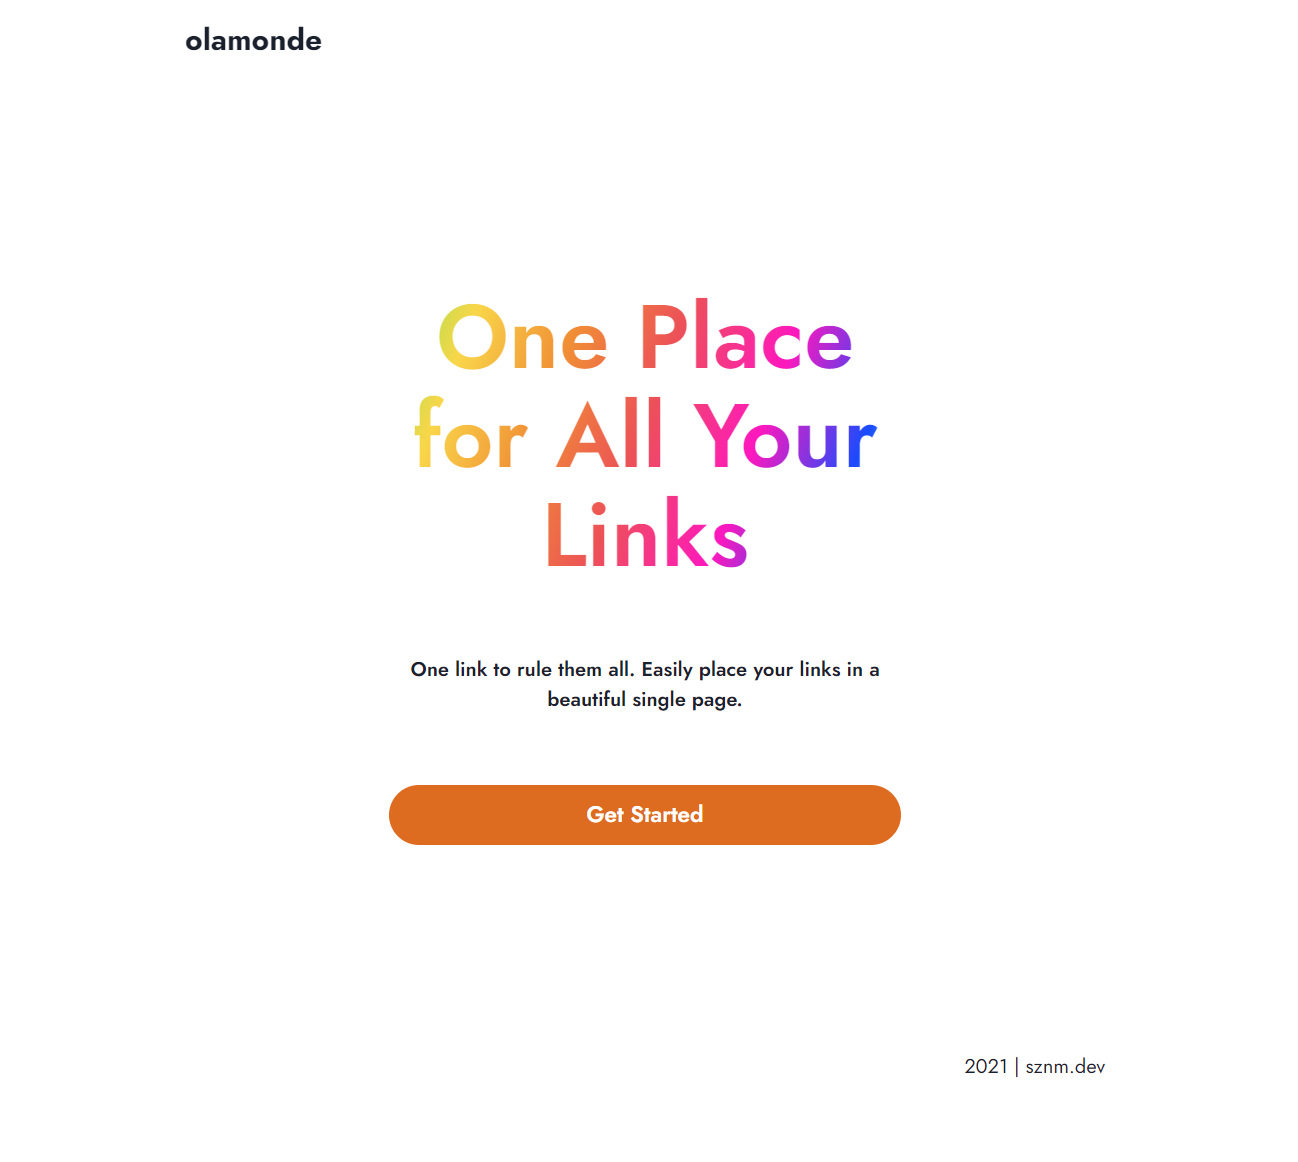 olamonde
One Place
for All Your
Links
One link to rule them all. Easily place your links in a
beautiful single page.
Get Started
2021 | sznm.dev